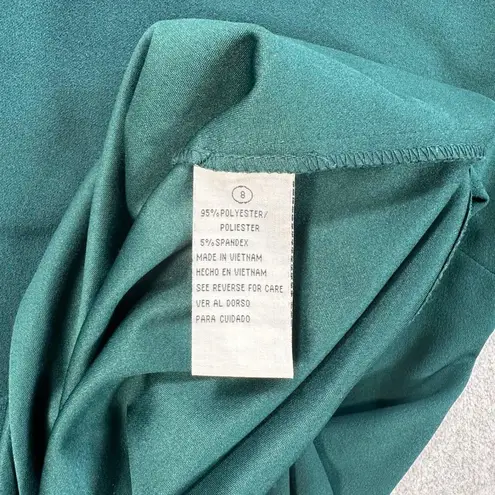 8
95% POLYESTER/
POLIESTER
5% SPANDEX
MADE IN VIETNAM
HECHO EN VIETNAM
SEE REVERSE FOR CARE
VER AL DORSO
PARA CUIDADO